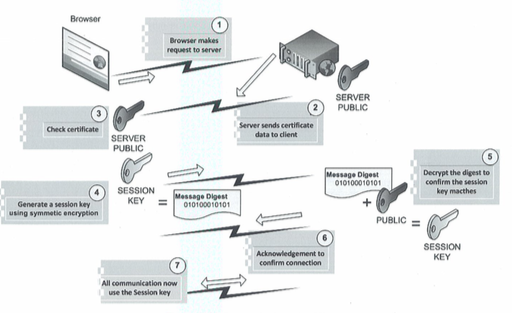 Browser
1
Browser makes
request to server
SERVER
PUBLIC
2
Server sends certificate
data to client
3
Check certificate
SERVER
PUBLIC
SESSION
KEY
4
Generate a session key
using symmetic encryption
=
Message Digest
010100010101
Message Digest
010100010101
+
PUBLIC
=
SESSION
KEY
5
Decrypt the digest to
confirm the session
key macthes
6
Acknowledgement to
confirm connection
7
All communication now
use the Session key